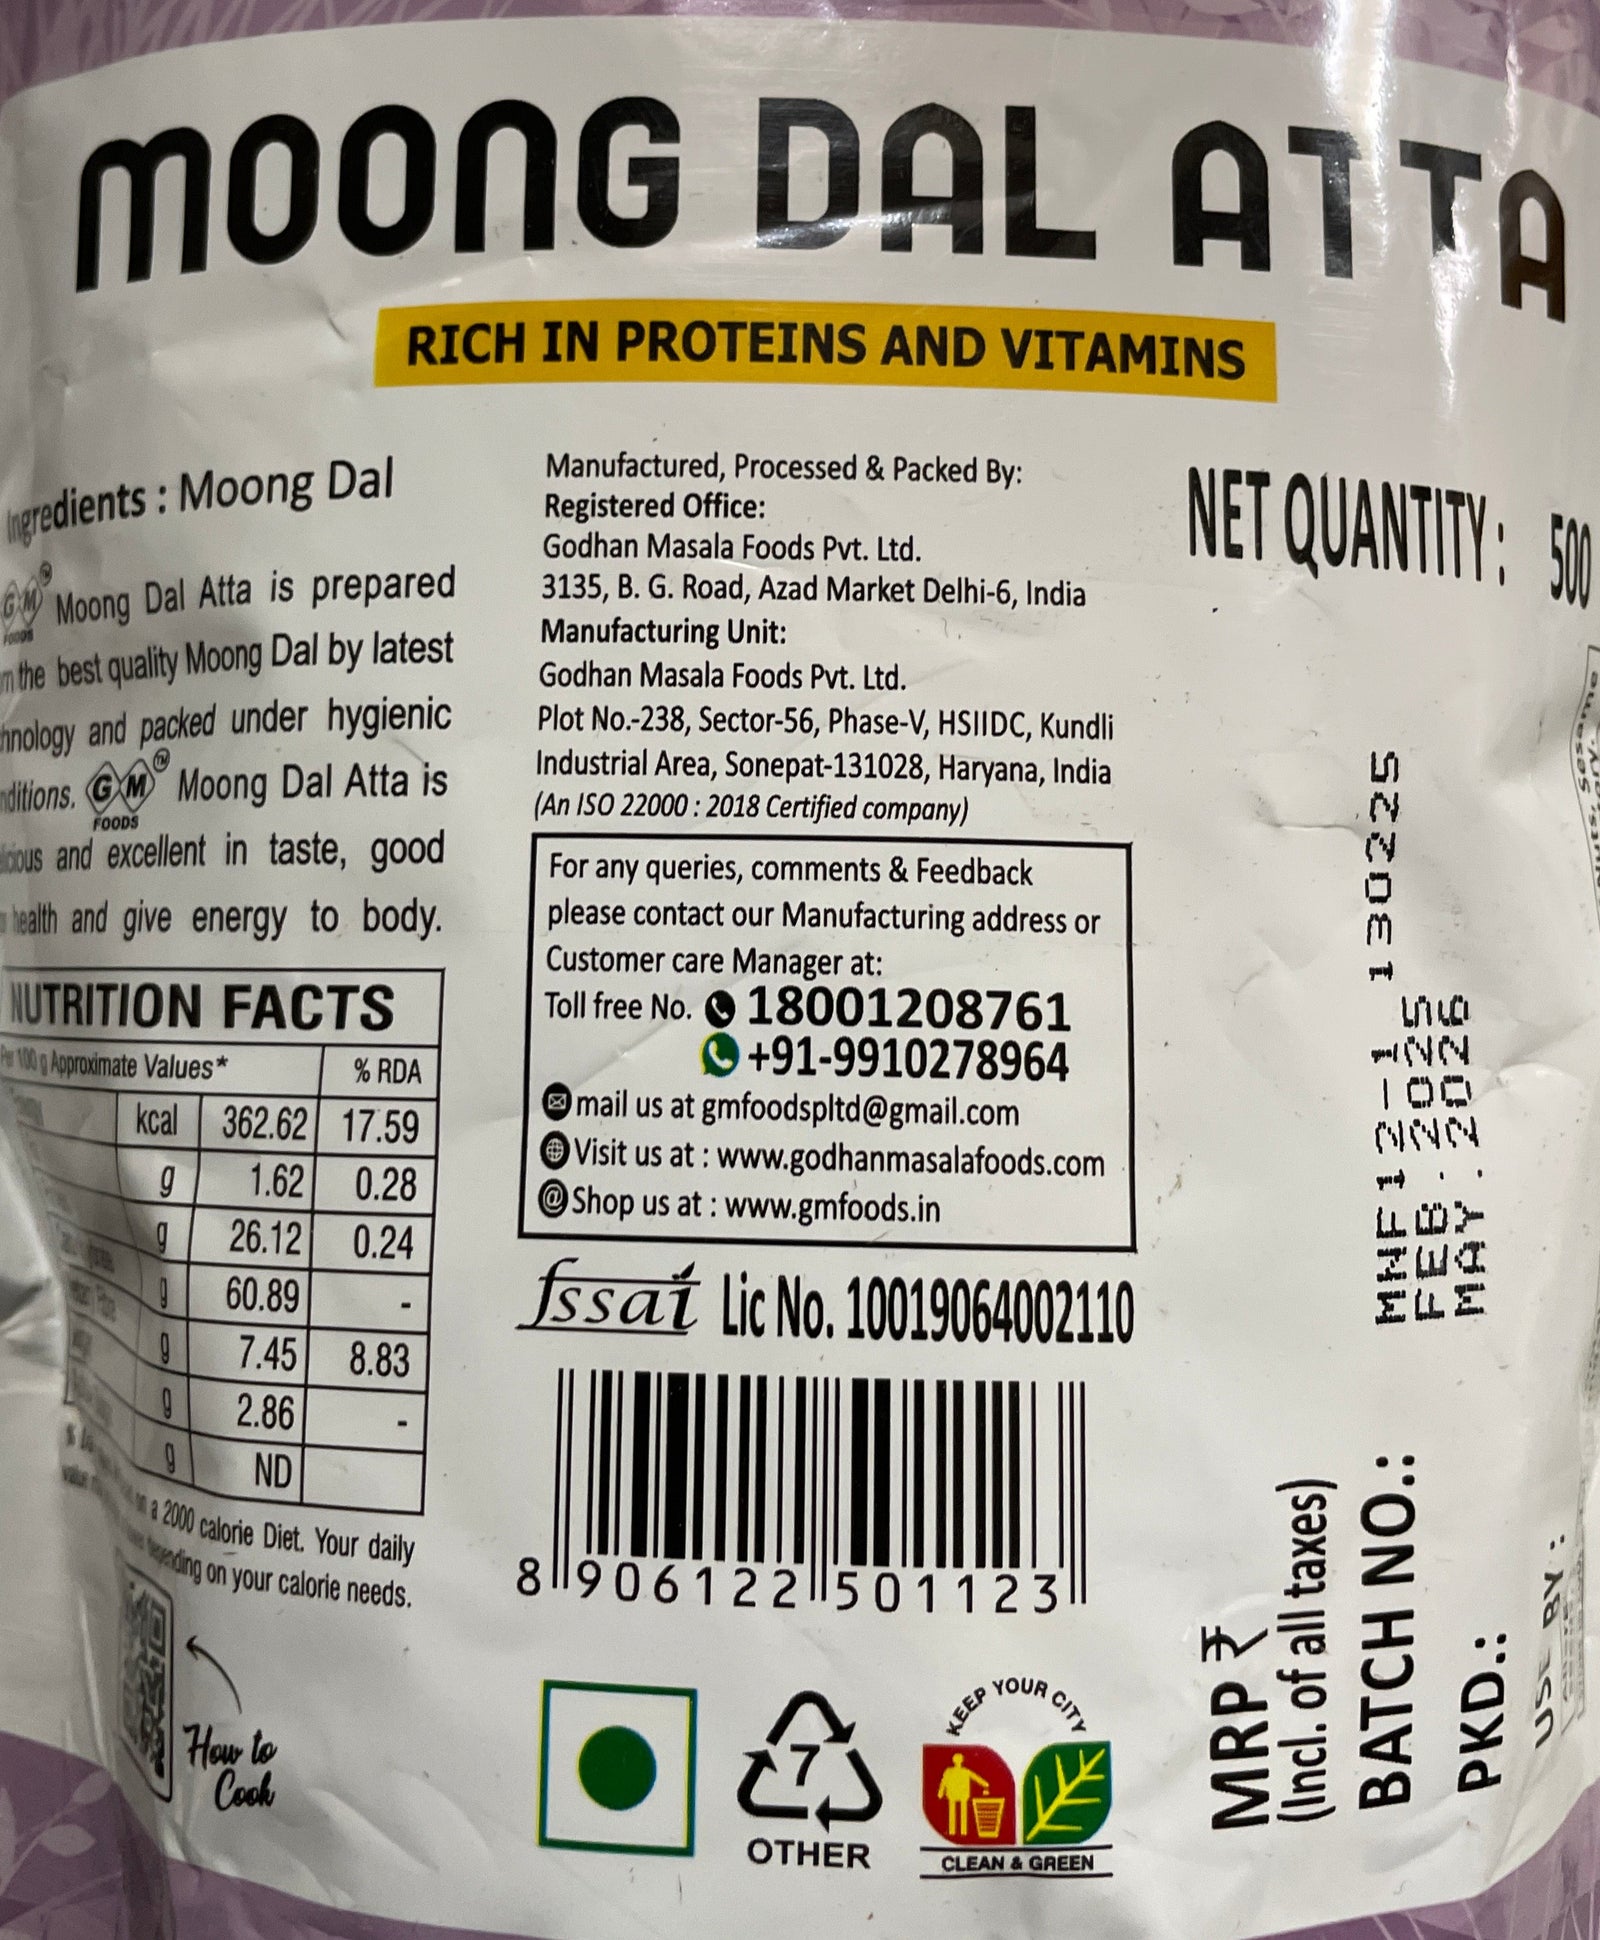 MOONG DAL ATTA
RICH IN PROTEINS AND VITAMINS
Ingredients : Moong Dal
GM™ FOODS Moong Dal Atta is prepared
the best quality Moong Dal by latest
and packed under hygienic
GM™ FOODS Moong Dal Atta is
and excellent in taste, good
health and give energy to body.
NUTRITION FACTS
Per 100 g Approximate Values* % RDA
kcal 362.62 17.59
g 1.62 0.28
g 26.12 0.24
g 60.89 -
g 7.45 8.83
g 2.86 -
g ND
on a 2000 calorie Diet. Your daily
depending on your calorie needs.
How to
Cook
Manufactured, Processed & Packed By:
Registered Office:
Godhan Masala Foods Pvt. Ltd.
3135, B. G. Road, Azad Market Delhi-6, India
Manufacturing Unit:
Godhan Masala Foods Pvt. Ltd.
Plot No.-238, Sector-56, Phase-V, HSIIDC, Kundli
Industrial Area, Sonepat-131028, Haryana, India
(An ISO 22000 : 2018 Certified company)
For any queries, comments & Feedback
please contact our Manufacturing address or
Customer care Manager at:
Toll free No. 18001208761
+91-9910278964
mail us at gmfoodspltd@gmail.com
Visit us at : www.godhanmasalafoods.com
@ Shop us at : www.gmfoods.in
fssai Lic No. 10019064002110
8 906122 501123
7
OTHER
KEEP YOUR CITY
CLEAN & GREEN
NET QUANTITY: 500
MRP ₹
(Incl. of all taxes)
BATCH NO.:
PKD.:
USE BY :
MMF12-15 130225
FEB.2025
MAY.2026